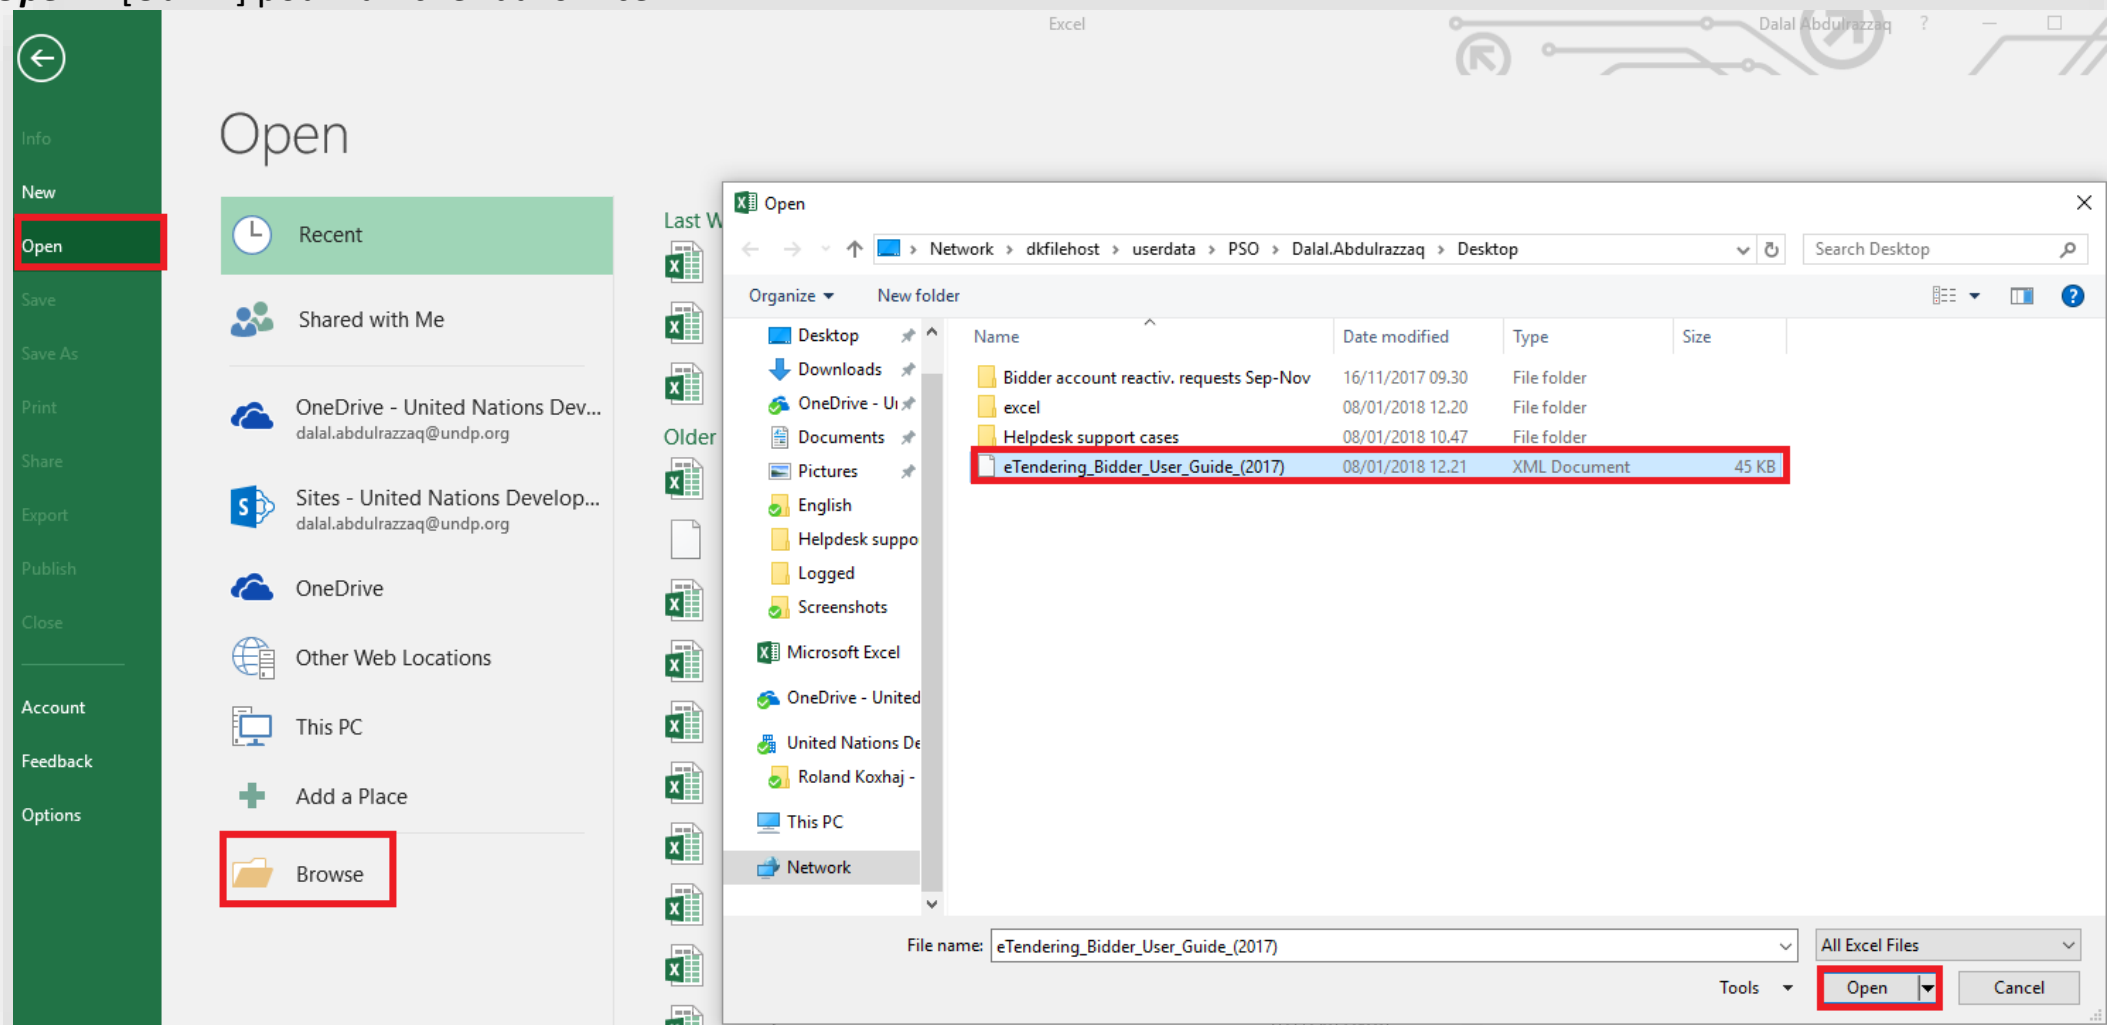 Excel
Dalal Abdulrazzaq ?
Info
New
Open
Save
Save As
Print
Share
Export
Publish
Close
Account
Feedback
Options
Open
Recent
Shared with Me
OneDrive - United Nations Dev...
dalal.abdulrazzaq@undp.org
Sites - United Nations Develop...
dalal.abdulrazzaq@undp.org
OneDrive
Other Web Locations
This PC
Add a Place
Browse
Last W
Older
Open
Network > dkfilehost > userdata > PSO > Dalal.Abdulrazzaq > Desktop
Search Desktop
Organize
New folder
Desktop
Downloads
OneDrive - Un
Documents
Pictures
English
Helpdesk suppo
Logged
Screenshots
Microsoft Excel
OneDrive - United
United Nations De
Roland Koxhaj -
This PC
Network
Name Date modified Type Size
Bidder account reactiv. requests Sep-Nov 16/11/2017 09.30 File folder
excel 08/01/2018 12.20 File folder
Helpdesk support cases 08/01/2018 10.47 File folder
eTendering_Bidder_User_Guide_(2017) 08/01/2018 12.21 XML Document 45 KB
File name: eTendering_Bidder_User_Guide_(2017)
All Excel Files
Tools
Open
Cancel